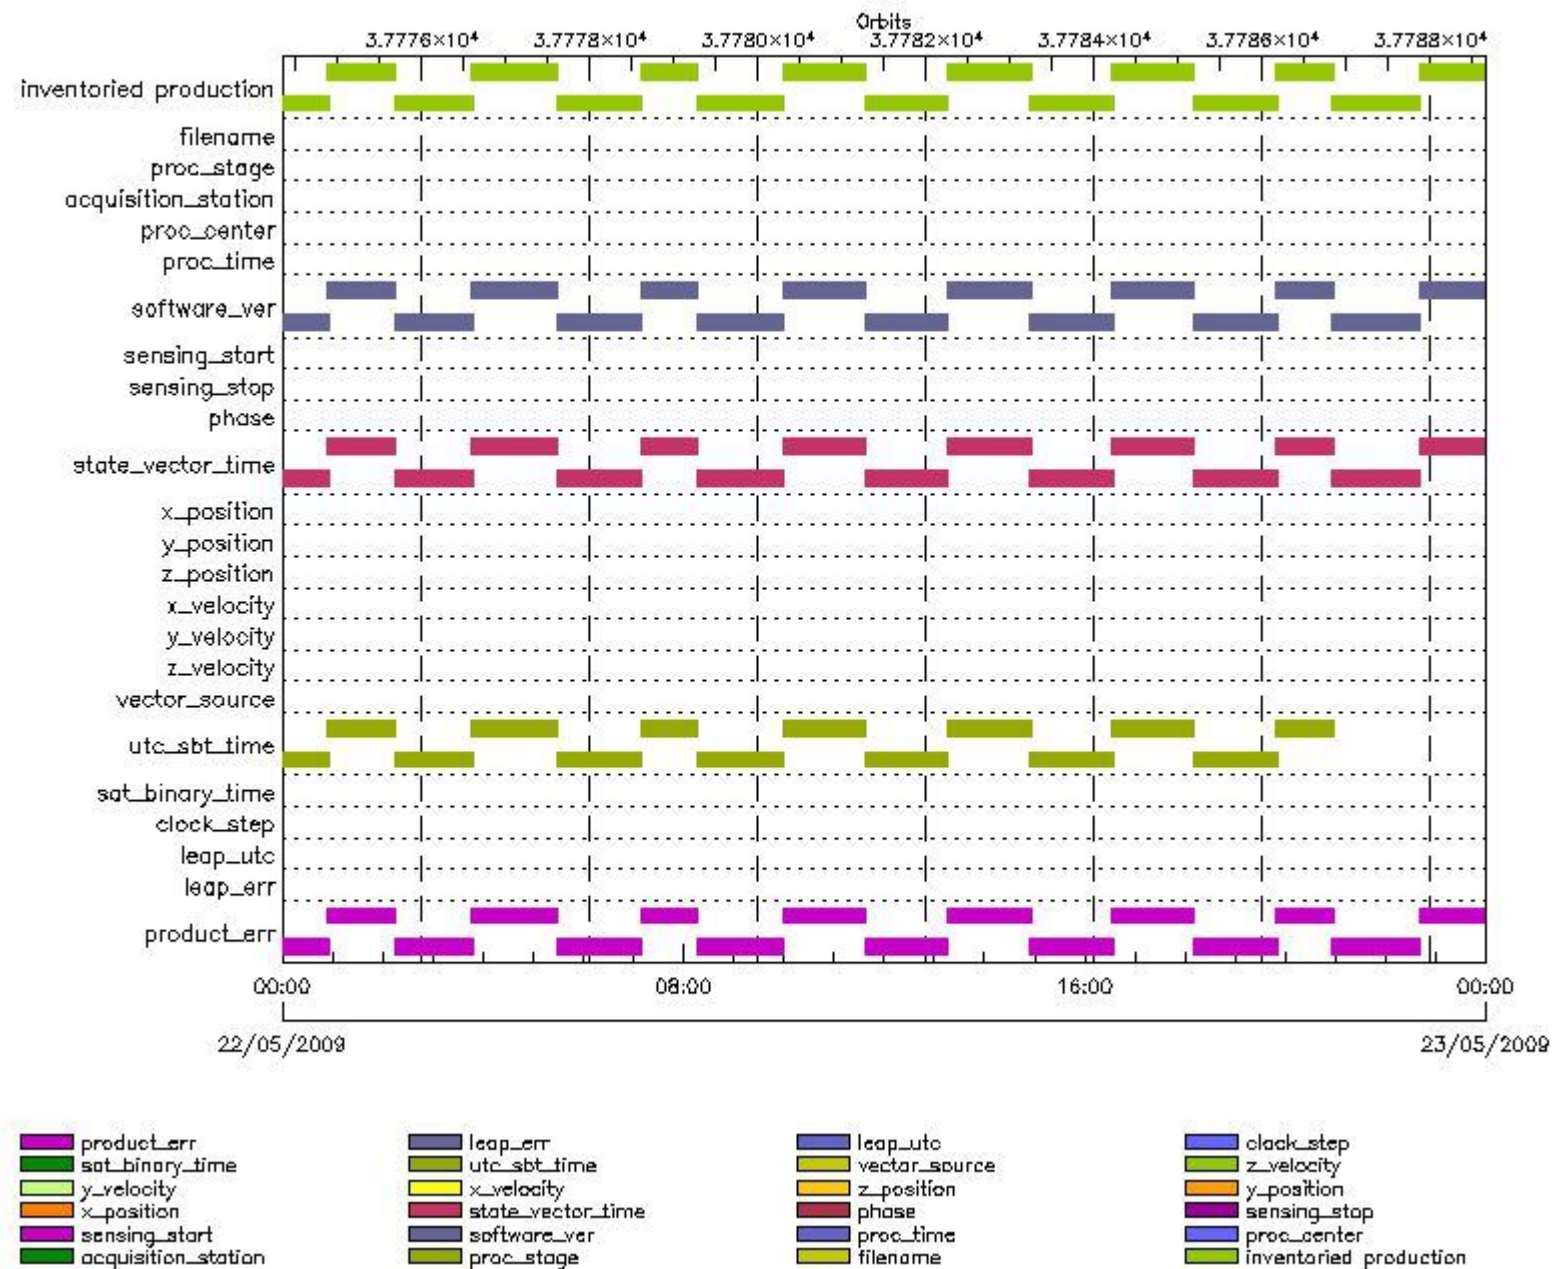 Orbits
3.7776×10⁴ 3.7778×10⁴ 3.7780×10⁴ 3.7782×10⁴ 3.7784×10⁴ 3.7786×10⁴ 3.7788×10⁴
inventoried production
filename
proc_stage
acquisition_station
proc_center
proc_time
software_ver
sensing_start
sensing_stop
phase
state_vector_time
x_position
y_position
z_position
x_velocity
y_velocity
z_velocity
vector_source
utc_sbt_time
sat_binary_time
clock_step
leap_utc
leap_err
product_err
00:00 08:00 16:00 00:00
22/05/2009 23/05/2009
product_err leap_err leap_utc clock_step
sat_binary_time utc_sbt_time vector_source z_velocity
y_velocity x_velocity z_position y_position
x_position state_vector_time phase sensing_stop
sensing_start software_ver proc_time proc_center
acquisition_station proc_stage filename inventoried production